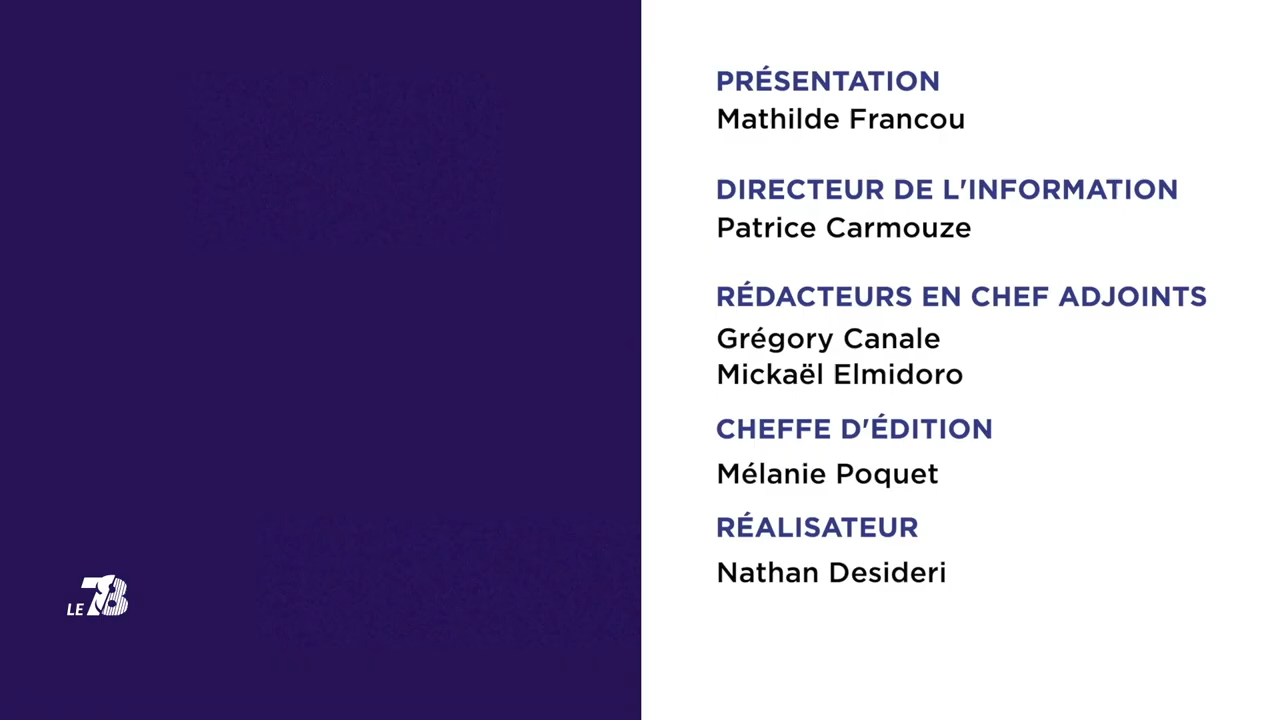 PRÉSENTATION
Mathilde Francou
DIRECTEUR DE L'INFORMATION
Patrice Carmouze
RÉDACTEURS EN CHEF ADJOINTS
Grégory Canale
Mickaël Elmidoro
CHEFFE D'ÉDITION
Mélanie Poquet
RÉALISATEUR
Nathan Desideri
LE 78